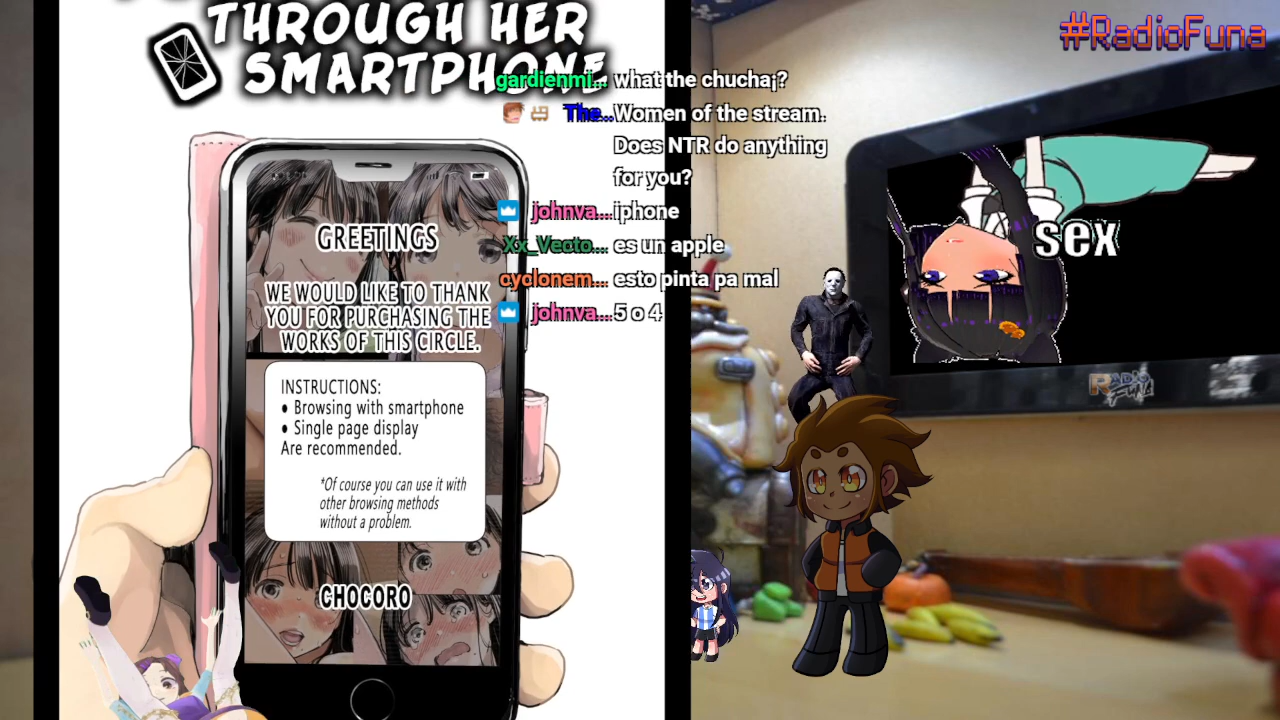 THROUGH HER
SMARTPHONE
GREETINGS
WE WOULD LIKE TO THANK
YOU FOR PURCHASING THE
WORKS OF THIS CIRCLE.
INSTRUCTIONS:
• Browsing with smartphone
• Single page display
Are recommended.
*Of course you can use it with
other browsing methods
without a problem.
CHOCORO
gardienmi... what the chucha¡?
The... Women of the stream.
Does NTR do anything
for you?
johnva... iphone
Xx_Vecto... es un apple
cyclonem... esto pinta pa mal
johnva... 5 o 4
#RadioFuna
sex
RADIO
FUNA